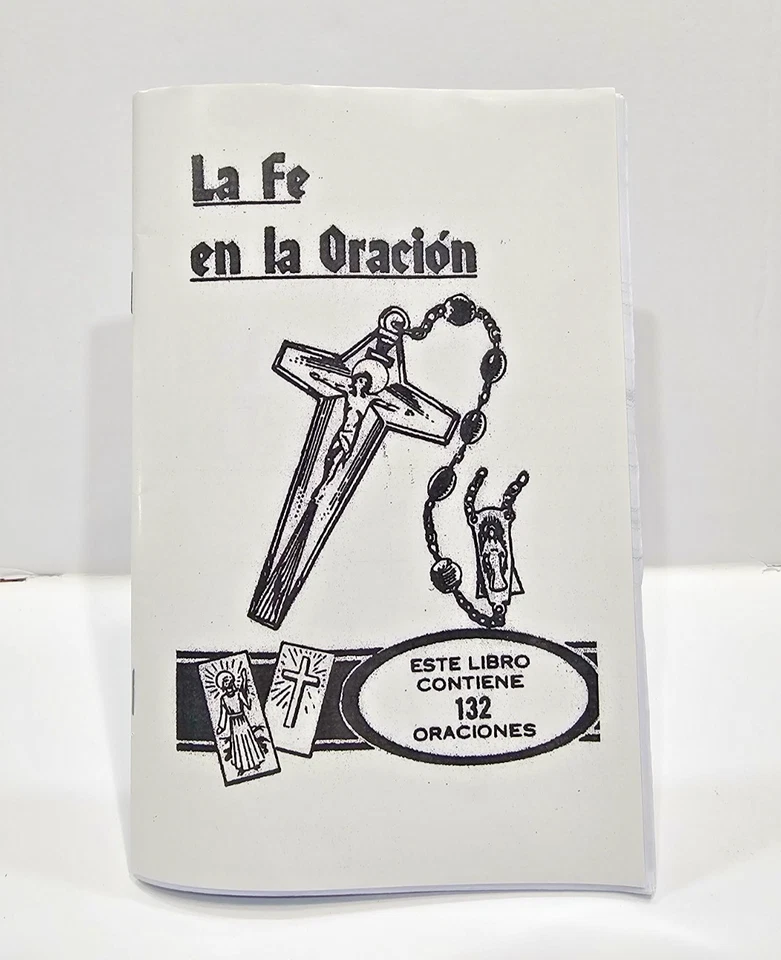 La Fe
en la Oración
ESTE LIBRO
CONTIENE
132
ORACIONES